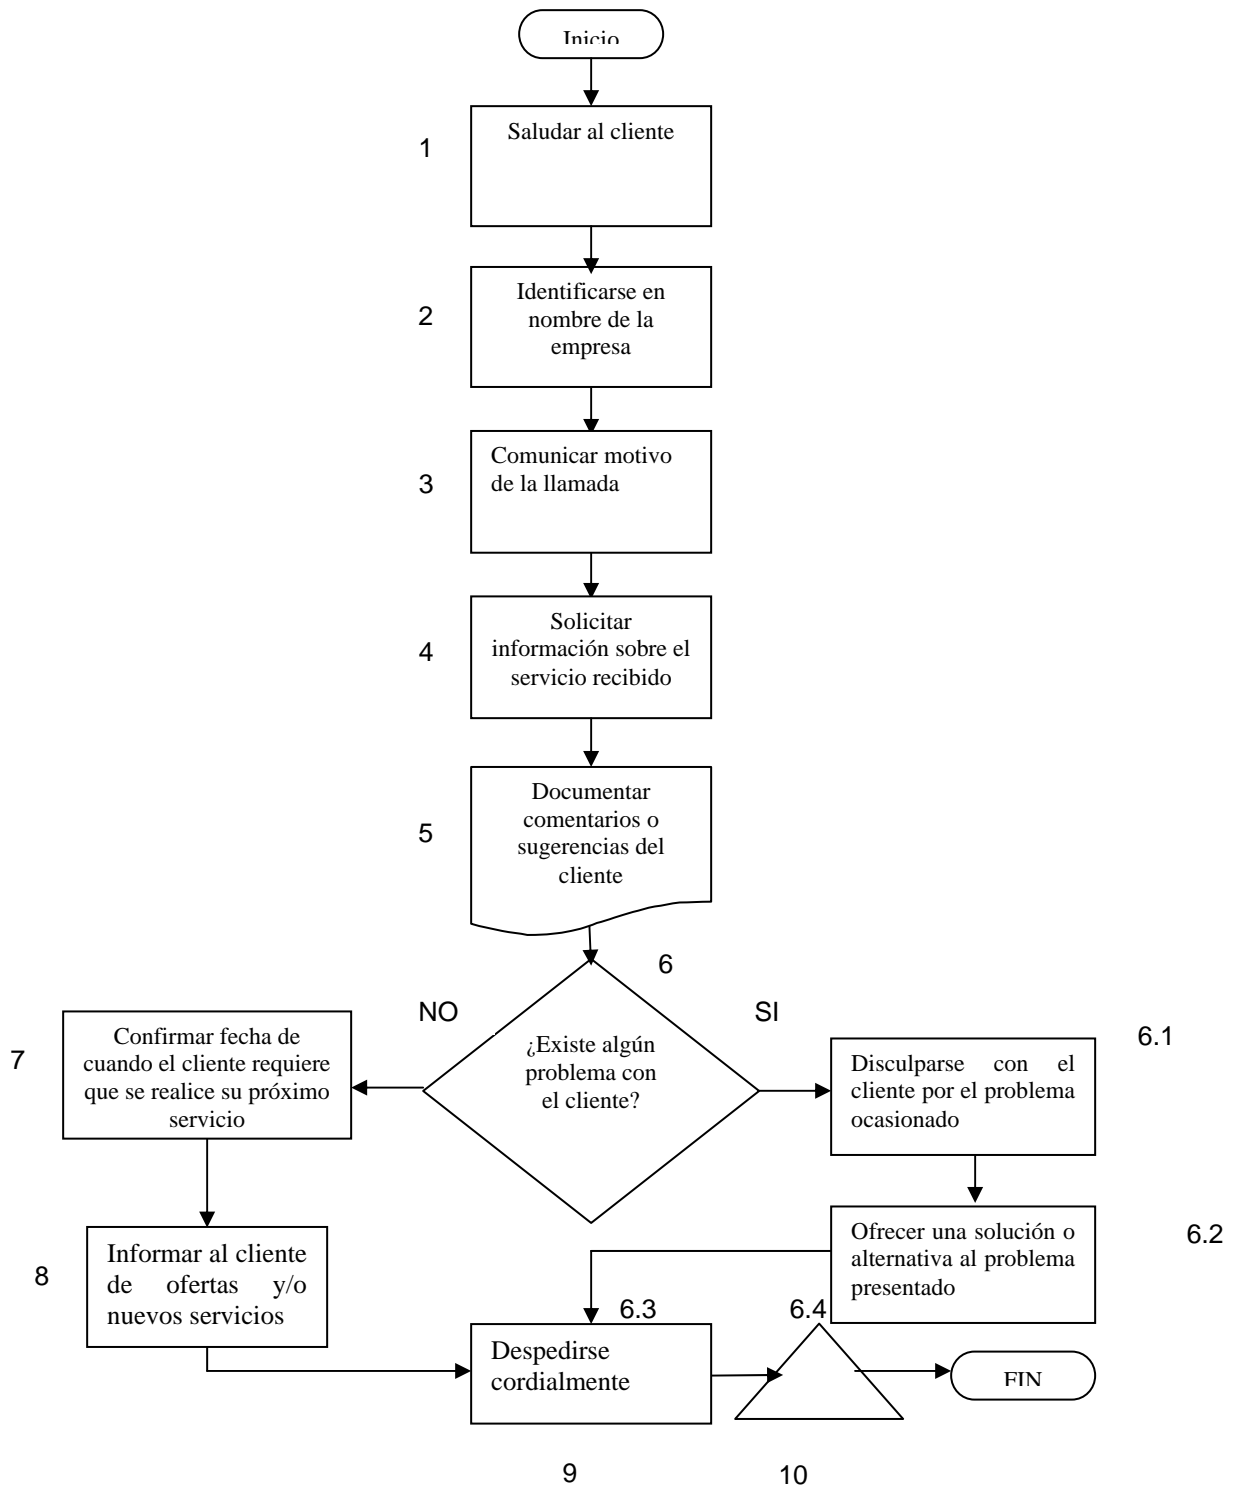 Inicio
1
Saludar al cliente
2
Identificarse en
nombre de la
empresa
3
Comunicar motivo
de la llamada
4
Solicitar
información sobre el
servicio recibido
5
Documentar
comentarios o
sugerencias del
cliente
6
NO
SI
¿Existe algún
problema con
el cliente?
7
Confirmar fecha de
cuando el cliente requiere
que se realice su próximo
servicio
6.1
Disculparse con el
cliente por el problema
ocasionado
8
Informar al cliente
de ofertas y/o
nuevos servicios
6.2
Ofrecer una solución o
alternativa al problema
presentado
6.3
6.4
Despedirse
cordialmente
FIN
9
10